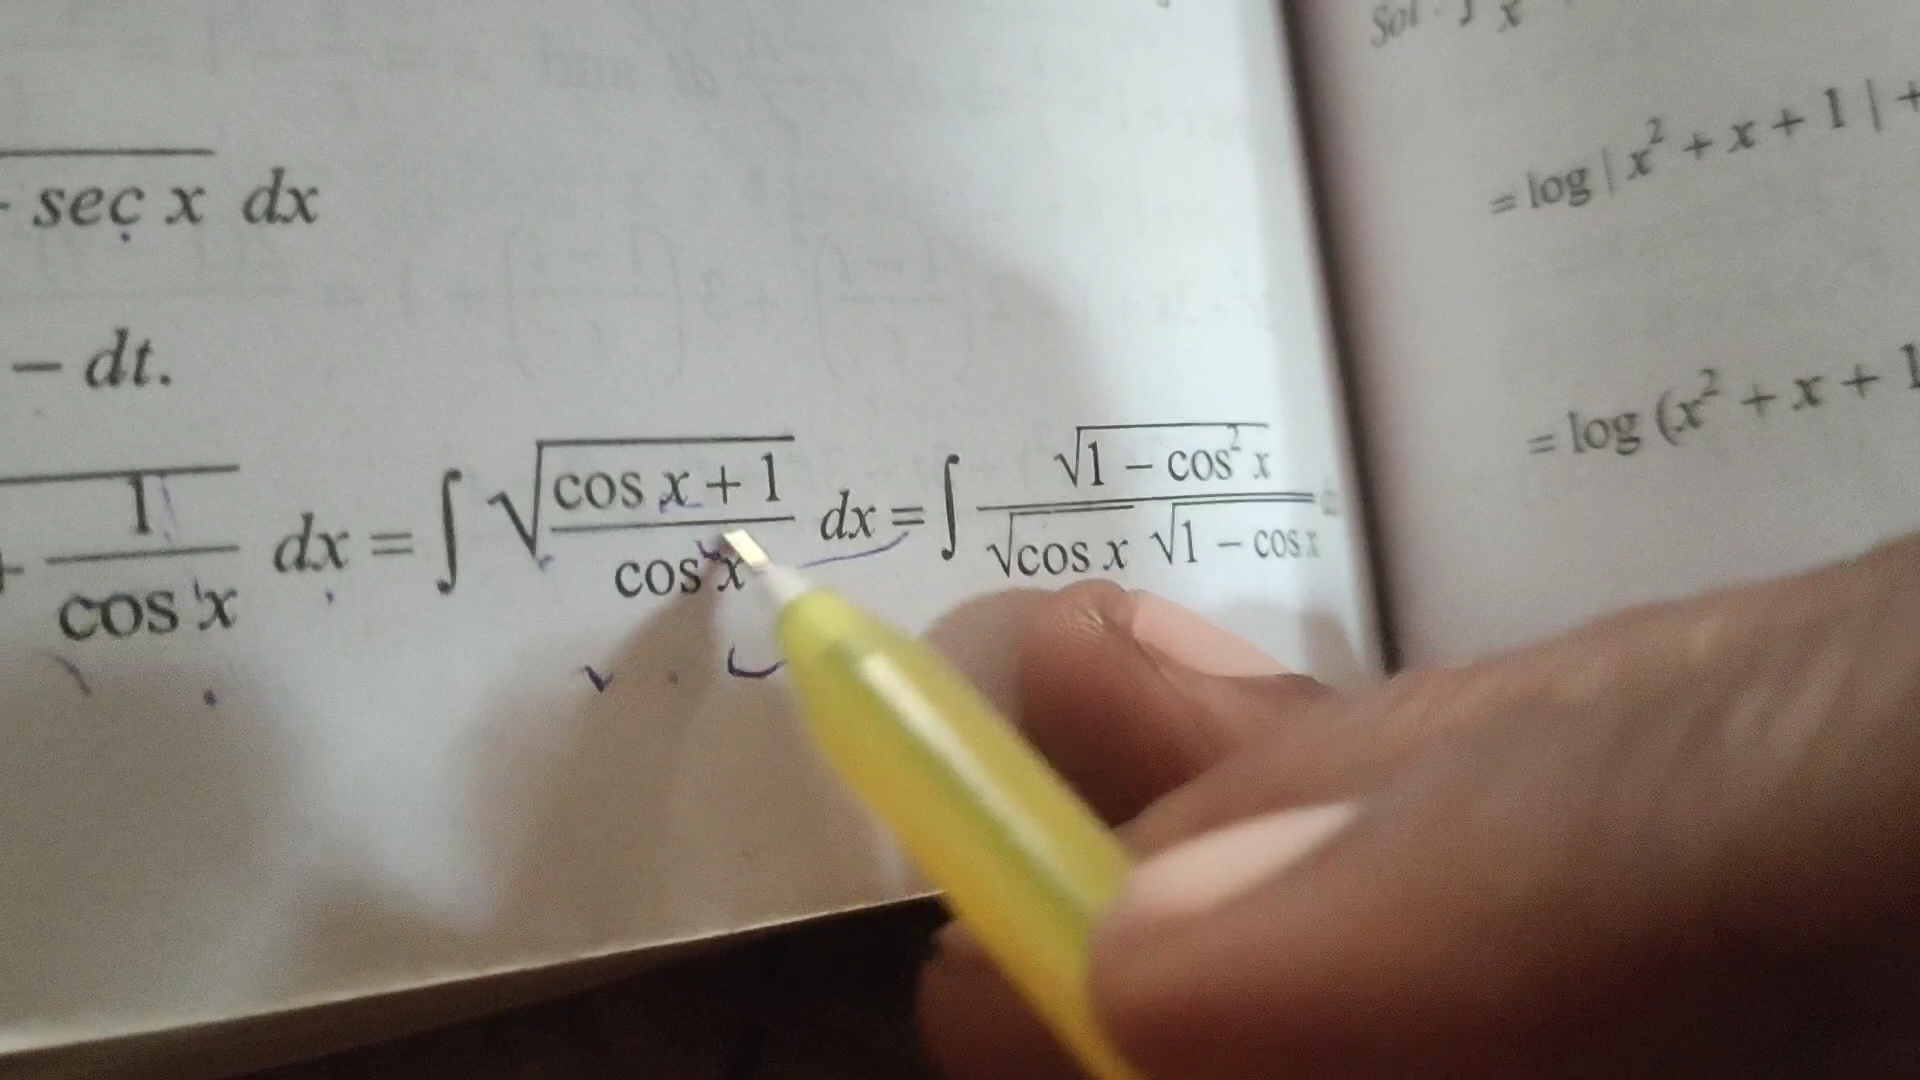 sec x dx
– dt.
1/cos x dx = ∫ √((cos x + 1)/cos x) dx = ∫ √(1 – cos² x)/(√cos x √(1 – cos x)) =
Sol. ∫ x
= log | x² + x + 1 | +
= log (x² + x + 1